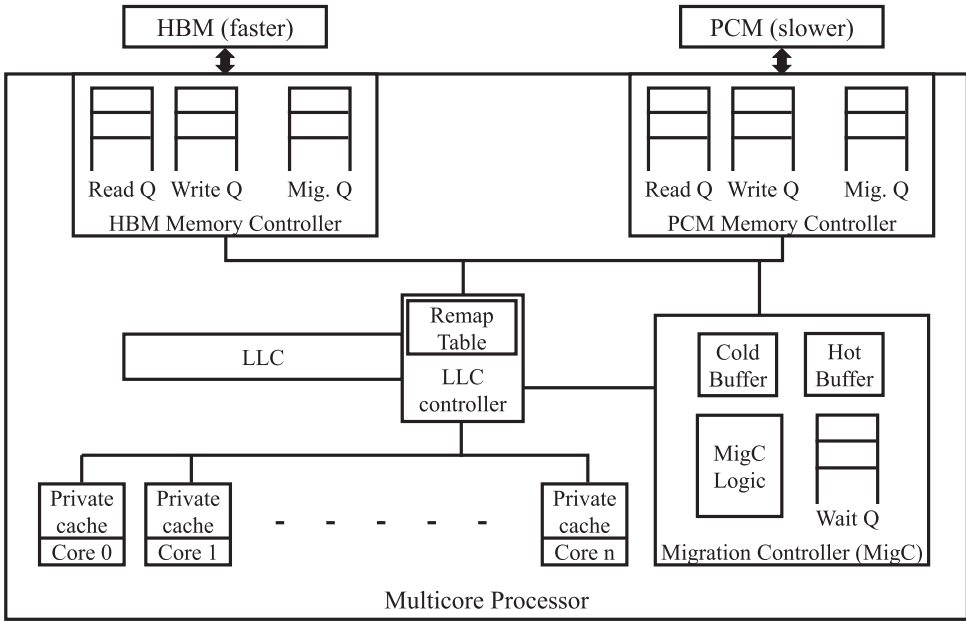 HBM (faster)
PCM (slower)
Read Q Write Q Mig. Q
HBM Memory Controller
Read Q Write Q Mig. Q
PCM Memory Controller
Remap
Table
LLC
controller
LLC
Cold
Buffer
Hot
Buffer
MigC
Logic
Wait Q
Migration Controller (MigC)
Private
cache
Core 0
Private
cache
Core 1
- - - - -
Private
cache
Core n
Multicore Processor